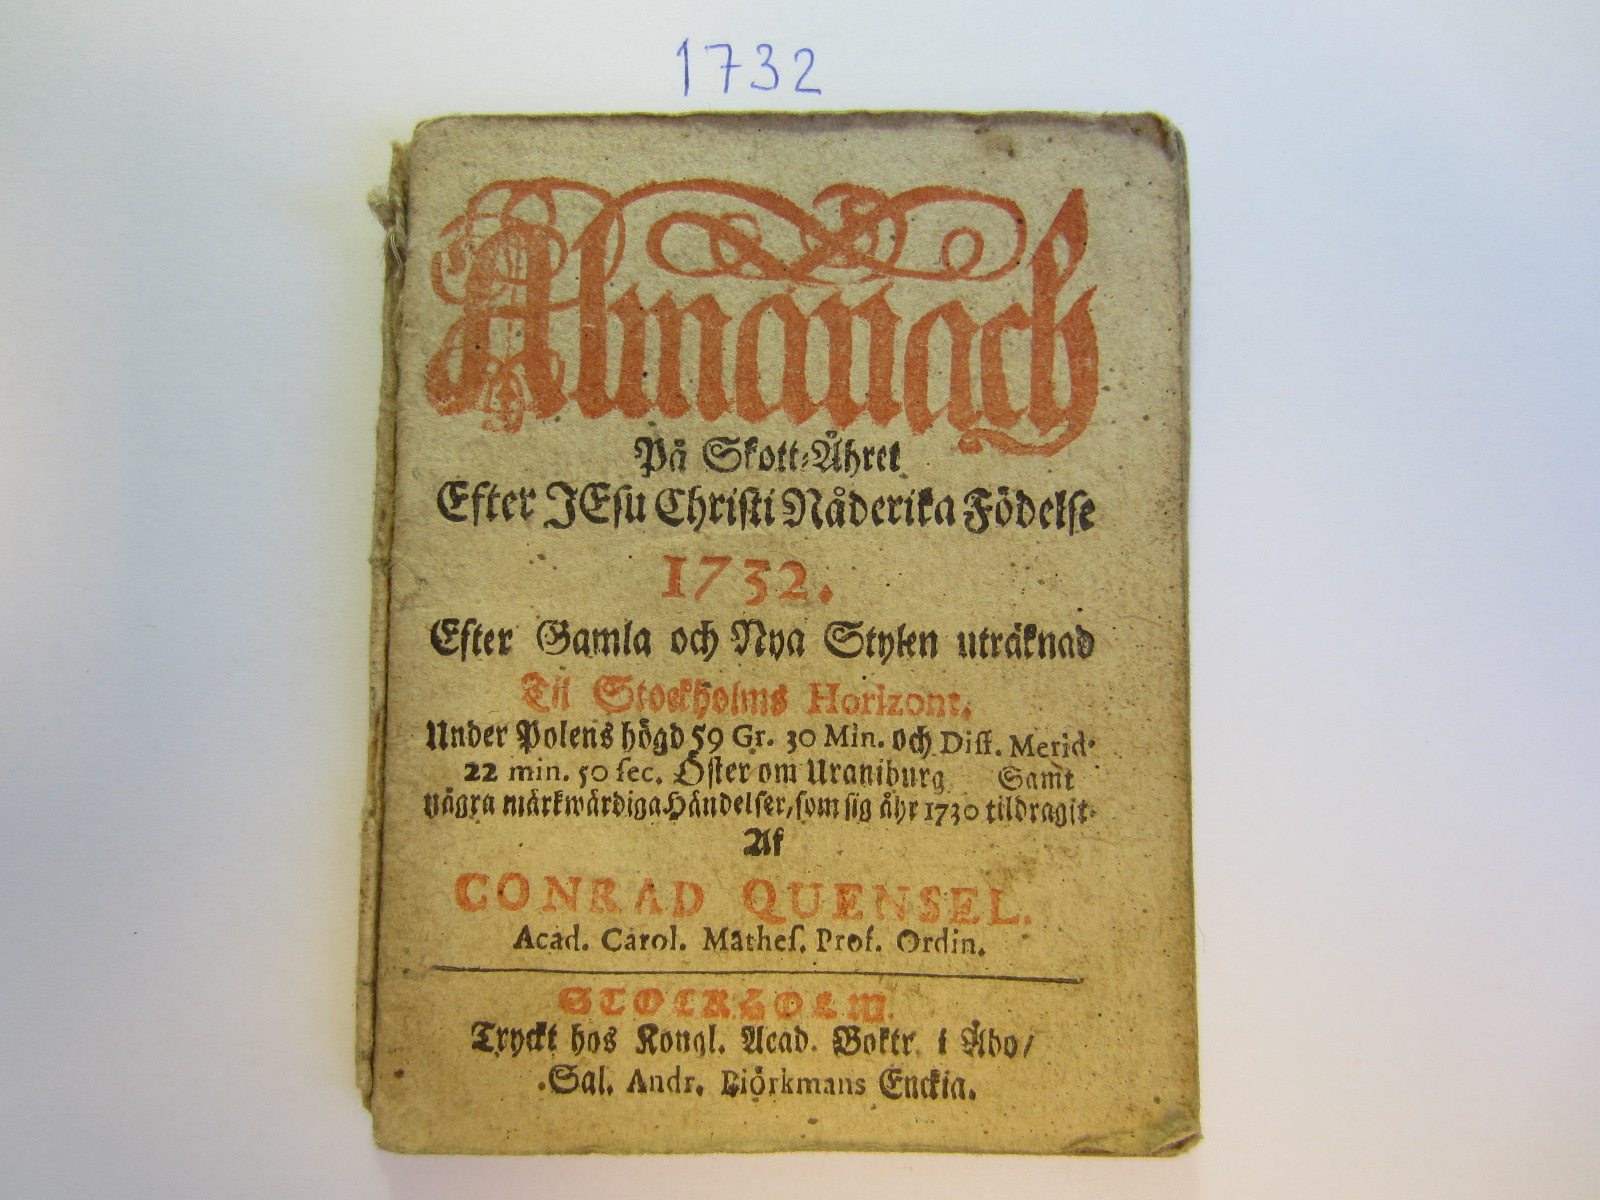 1732
Almanach
På Skott-Åhret
Efter JEsu Christi Nåderika Födelse
1732.
Efter Gamla och Nya Stylen uträknad
Til Stockholms Horizont.
Under Polens högd 59 Gr. 30 Min. och Diff. Merid.
22 min. 50 sec. Öster om Uraniburg Samt
några märkwärdiga Händelser/ som sig åhr 1730 tildragit.
Af
CONRAD QUENSEL.
Acad. Carol. Mathes. Prof. Ordin.
STOCKHOLM.
Tryckt hos Kongl. Acad. Boktr. i Åbo/
Sal. Andr. Biörkmans Enckia.